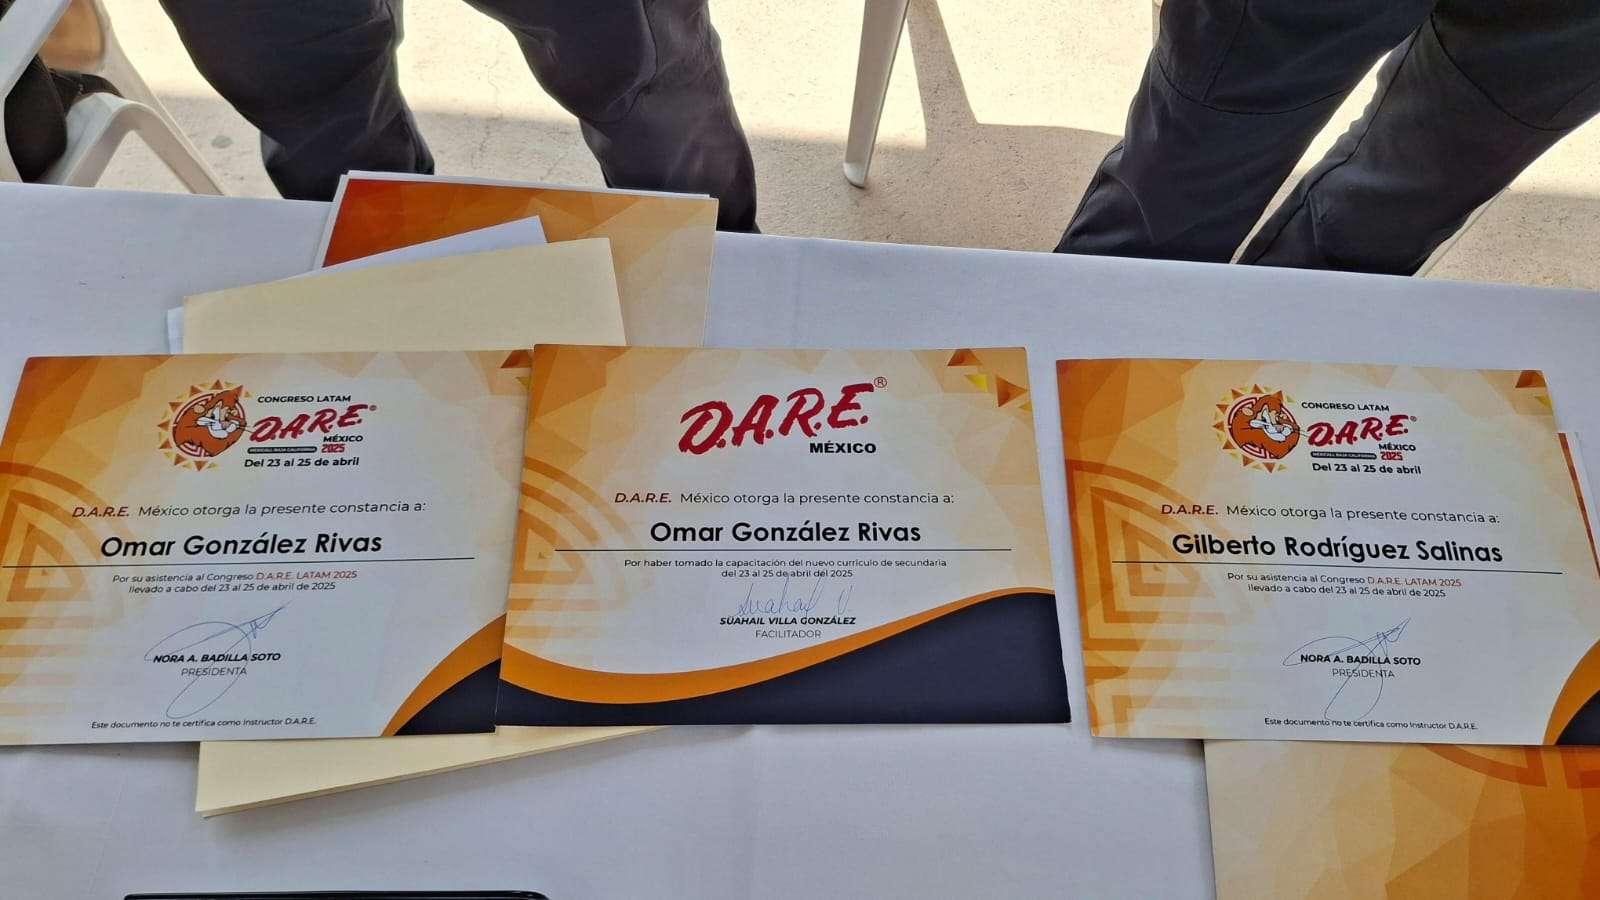 CONGRESO LATAM
D.A.R.E.®
MÉXICO
MEXICALI, BAJA CALIFORNIA 2025
Del 23 al 25 de abril
D.A.R.E. México otorga la presente constancia a:
Omar González Rivas
Por su asistencia al Congreso D.A.R.E. LATAM 2025
llevado a cabo del 23 al 25 de abril de 2025
NORA A. BADILLA SOTO
PRESIDENTA
Este documento no te certifica como Instructor D.A.R.E.
D.A.R.E.®
MÉXICO
D.A.R.E. México otorga la presente constancia a:
Omar González Rivas
Por haber tomado la capacitación del nuevo currículo de secundaria
del 23 al 25 de abril del 2025
Suahail V.
SUAHAIL VILLA GONZÁLEZ
FACILITADOR
CONGRESO LATAM
D.A.R.E.®
MÉXICO
MEXICALI, BAJA CALIFORNIA 2025
Del 23 al 25 de abril
D.A.R.E. México otorga la presente constancia a:
Gilberto Rodríguez Salinas
Por su asistencia al Congreso D.A.R.E. LATAM 2025
llevado a cabo del 23 al 25 de abril de 2025
NORA A. BADILLA SOTO
PRESIDENTA
Este documento no te certifica como Instructor D.A.R.E.